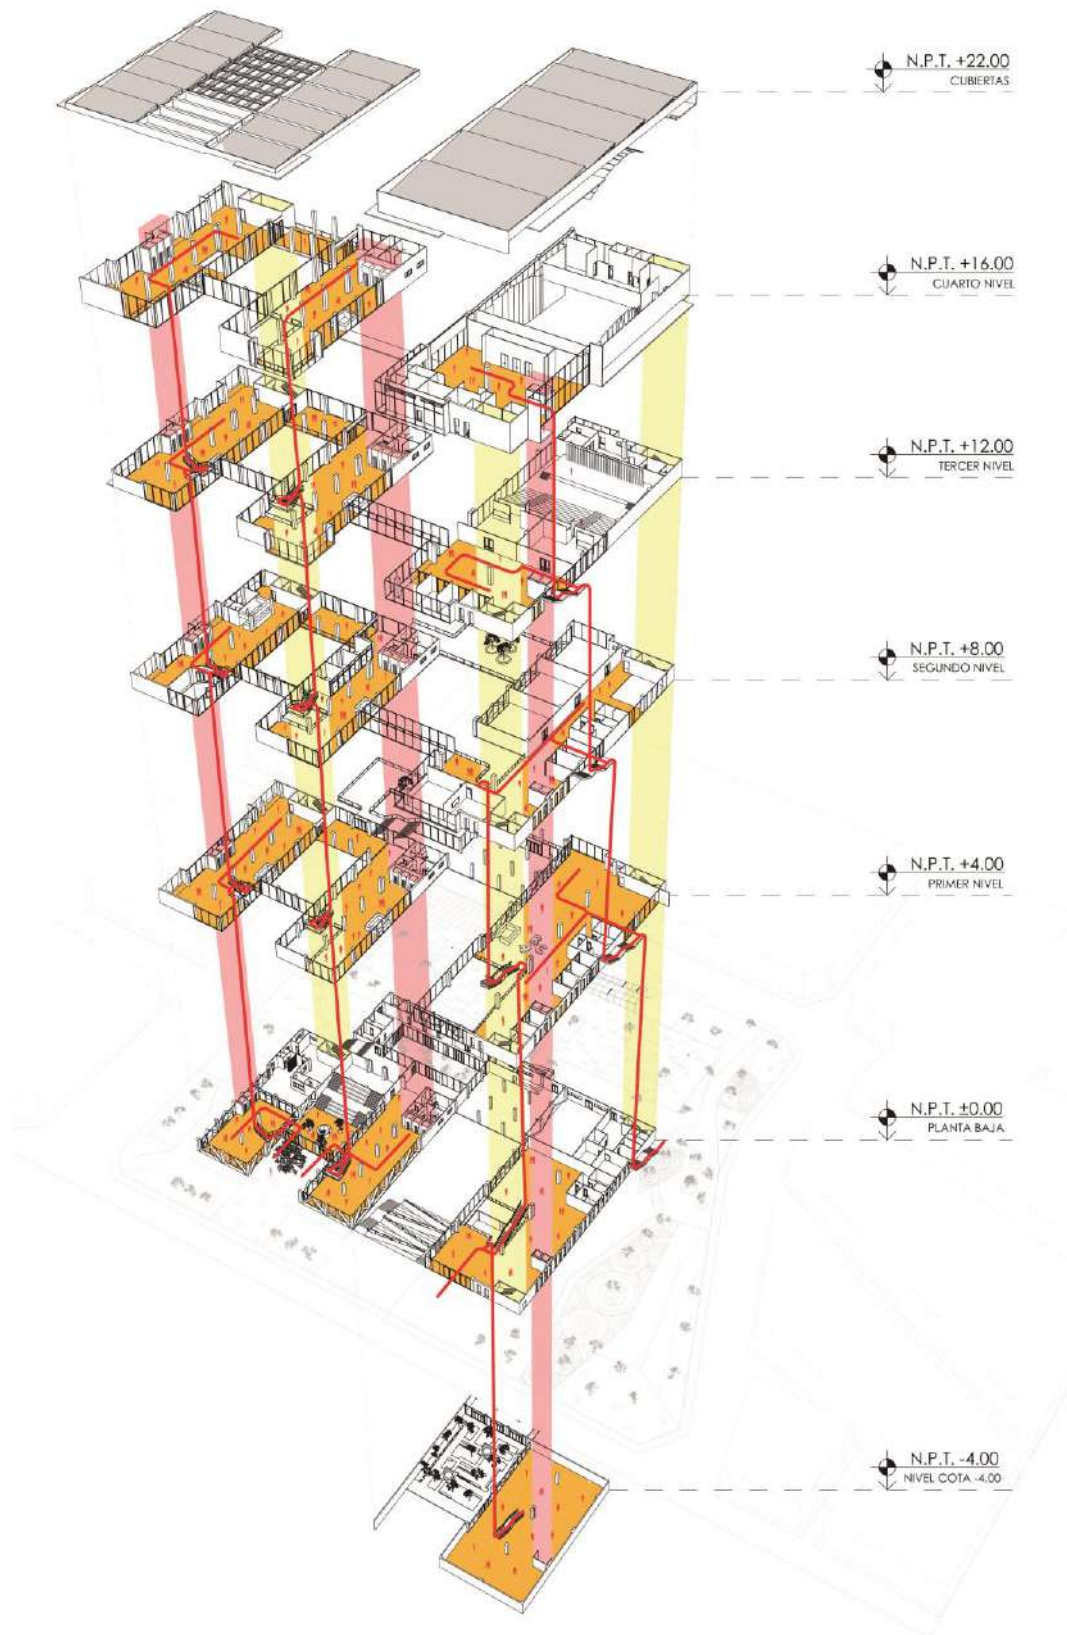 N.P.T. +22.00
CUBIERTAS
N.P.T. +16.00
CUARTO NIVEL
N.P.T. +12.00
TERCER NIVEL
N.P.T. +8.00
SEGUNDO NIVEL
N.P.T. +4.00
PRIMER NIVEL
N.P.T. ±0.00
PLANTA BAJA
N.P.T. -4.00
NIVEL COTA -4.00